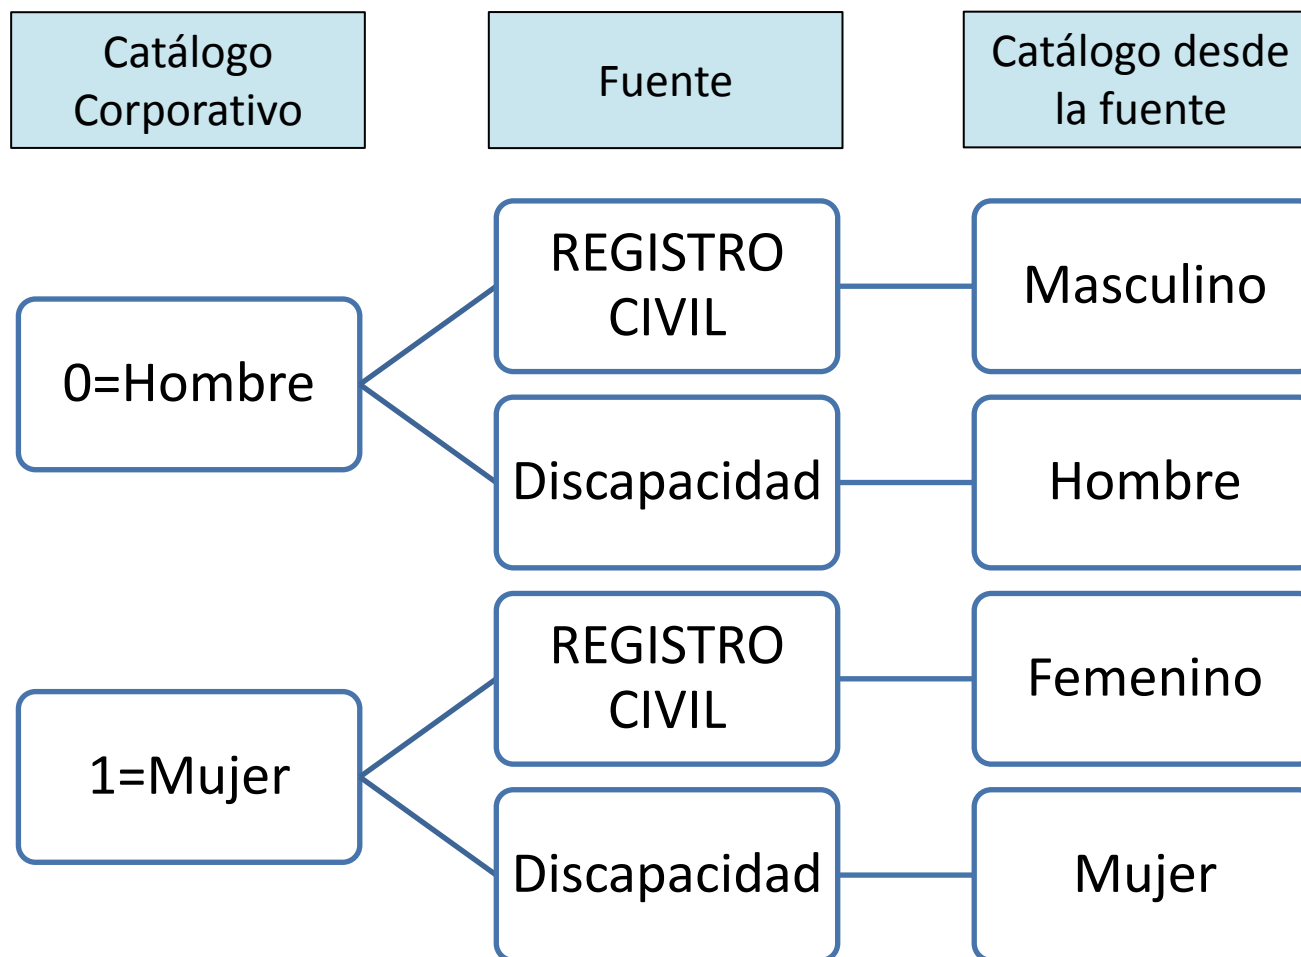 Catálogo
Corporativo
Fuente
Catálogo desde
la fuente
0=Hombre
REGISTRO
CIVIL
Masculino
Discapacidad
Hombre
1=Mujer
REGISTRO
CIVIL
Femenino
Discapacidad
Mujer